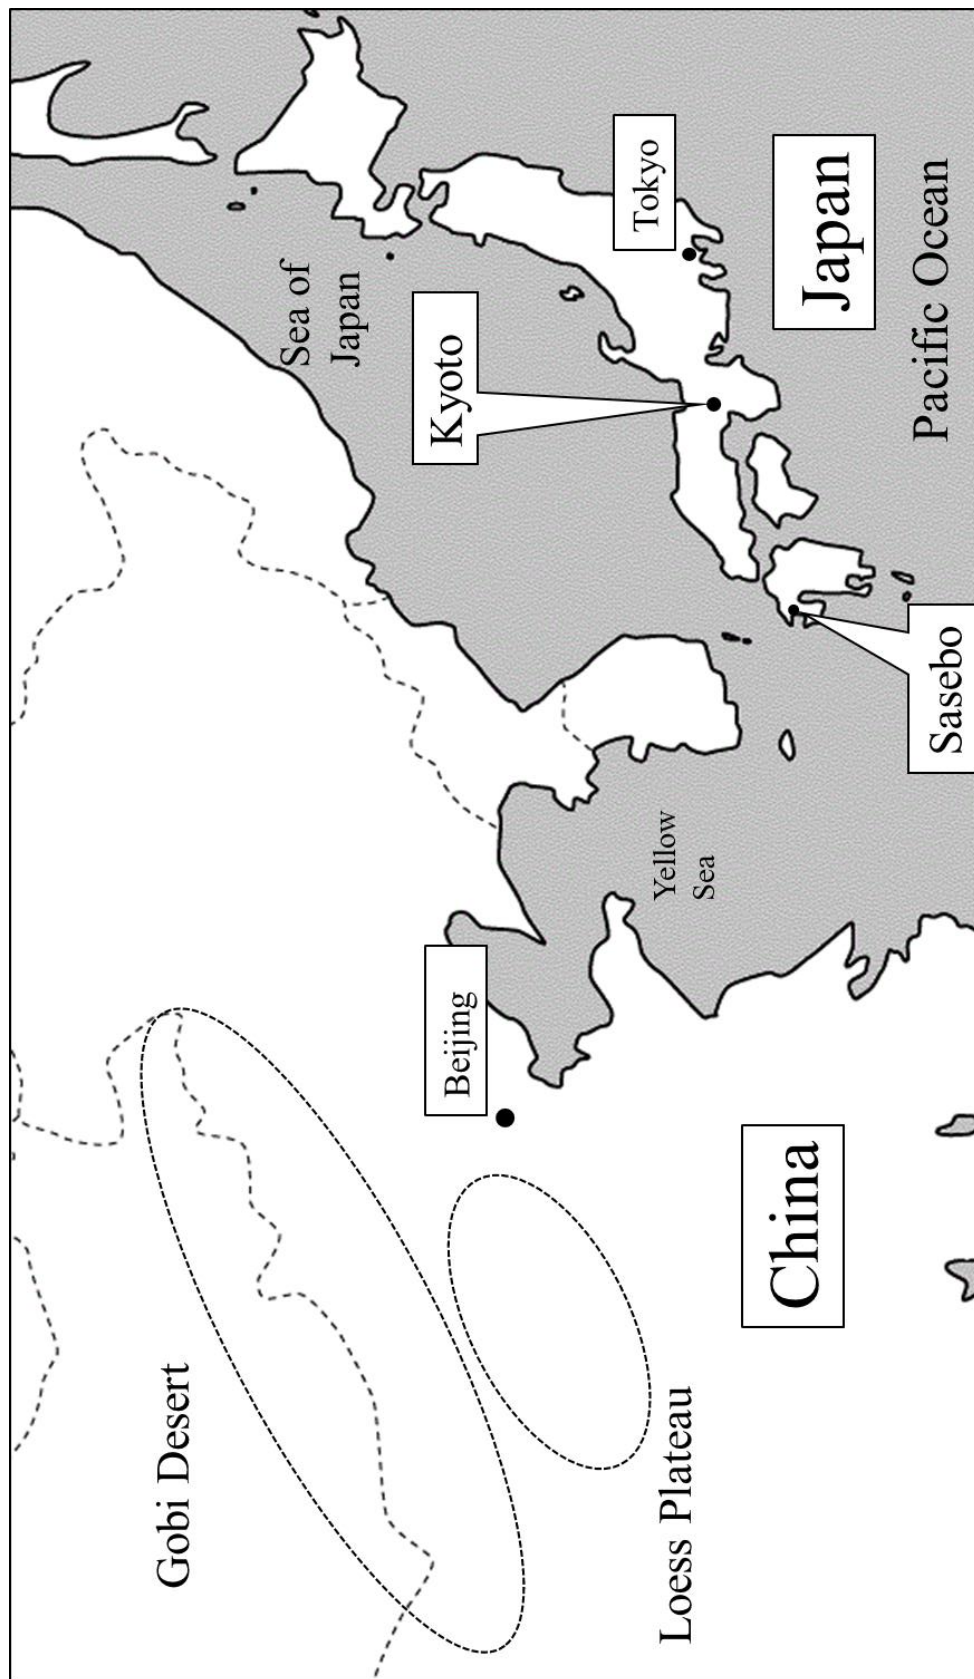 Gobi Desert
Loess Plateau
Beijing
China
Yellow
Sea
Sea of
Japan
Kyoto
Tokyo
Sasebo
Japan
Pacific Ocean